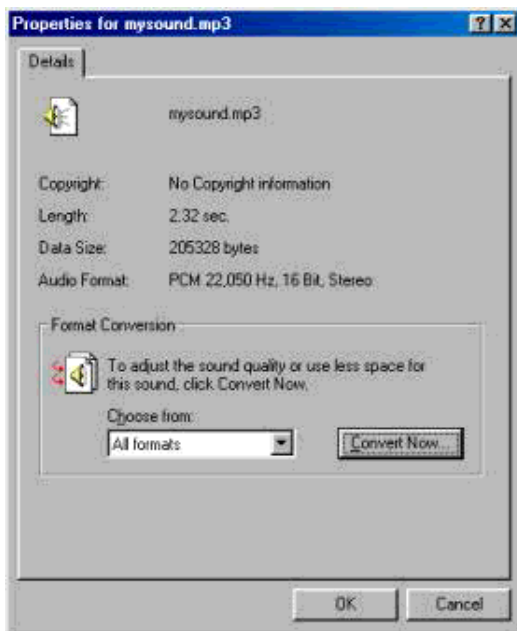 Properties for mysound.mp3
Details
mysound.mp3
Copyright: No Copyright information
Length: 2.32 sec.
Data Size: 205328 bytes
Audio Format: PCM 22,050 Hz, 16 Bit, Stereo
Format Conversion
To adjust the sound quality or use less space for
this sound, click Convert Now.
Choose from:
All formats
Convert Now...
OK Cancel